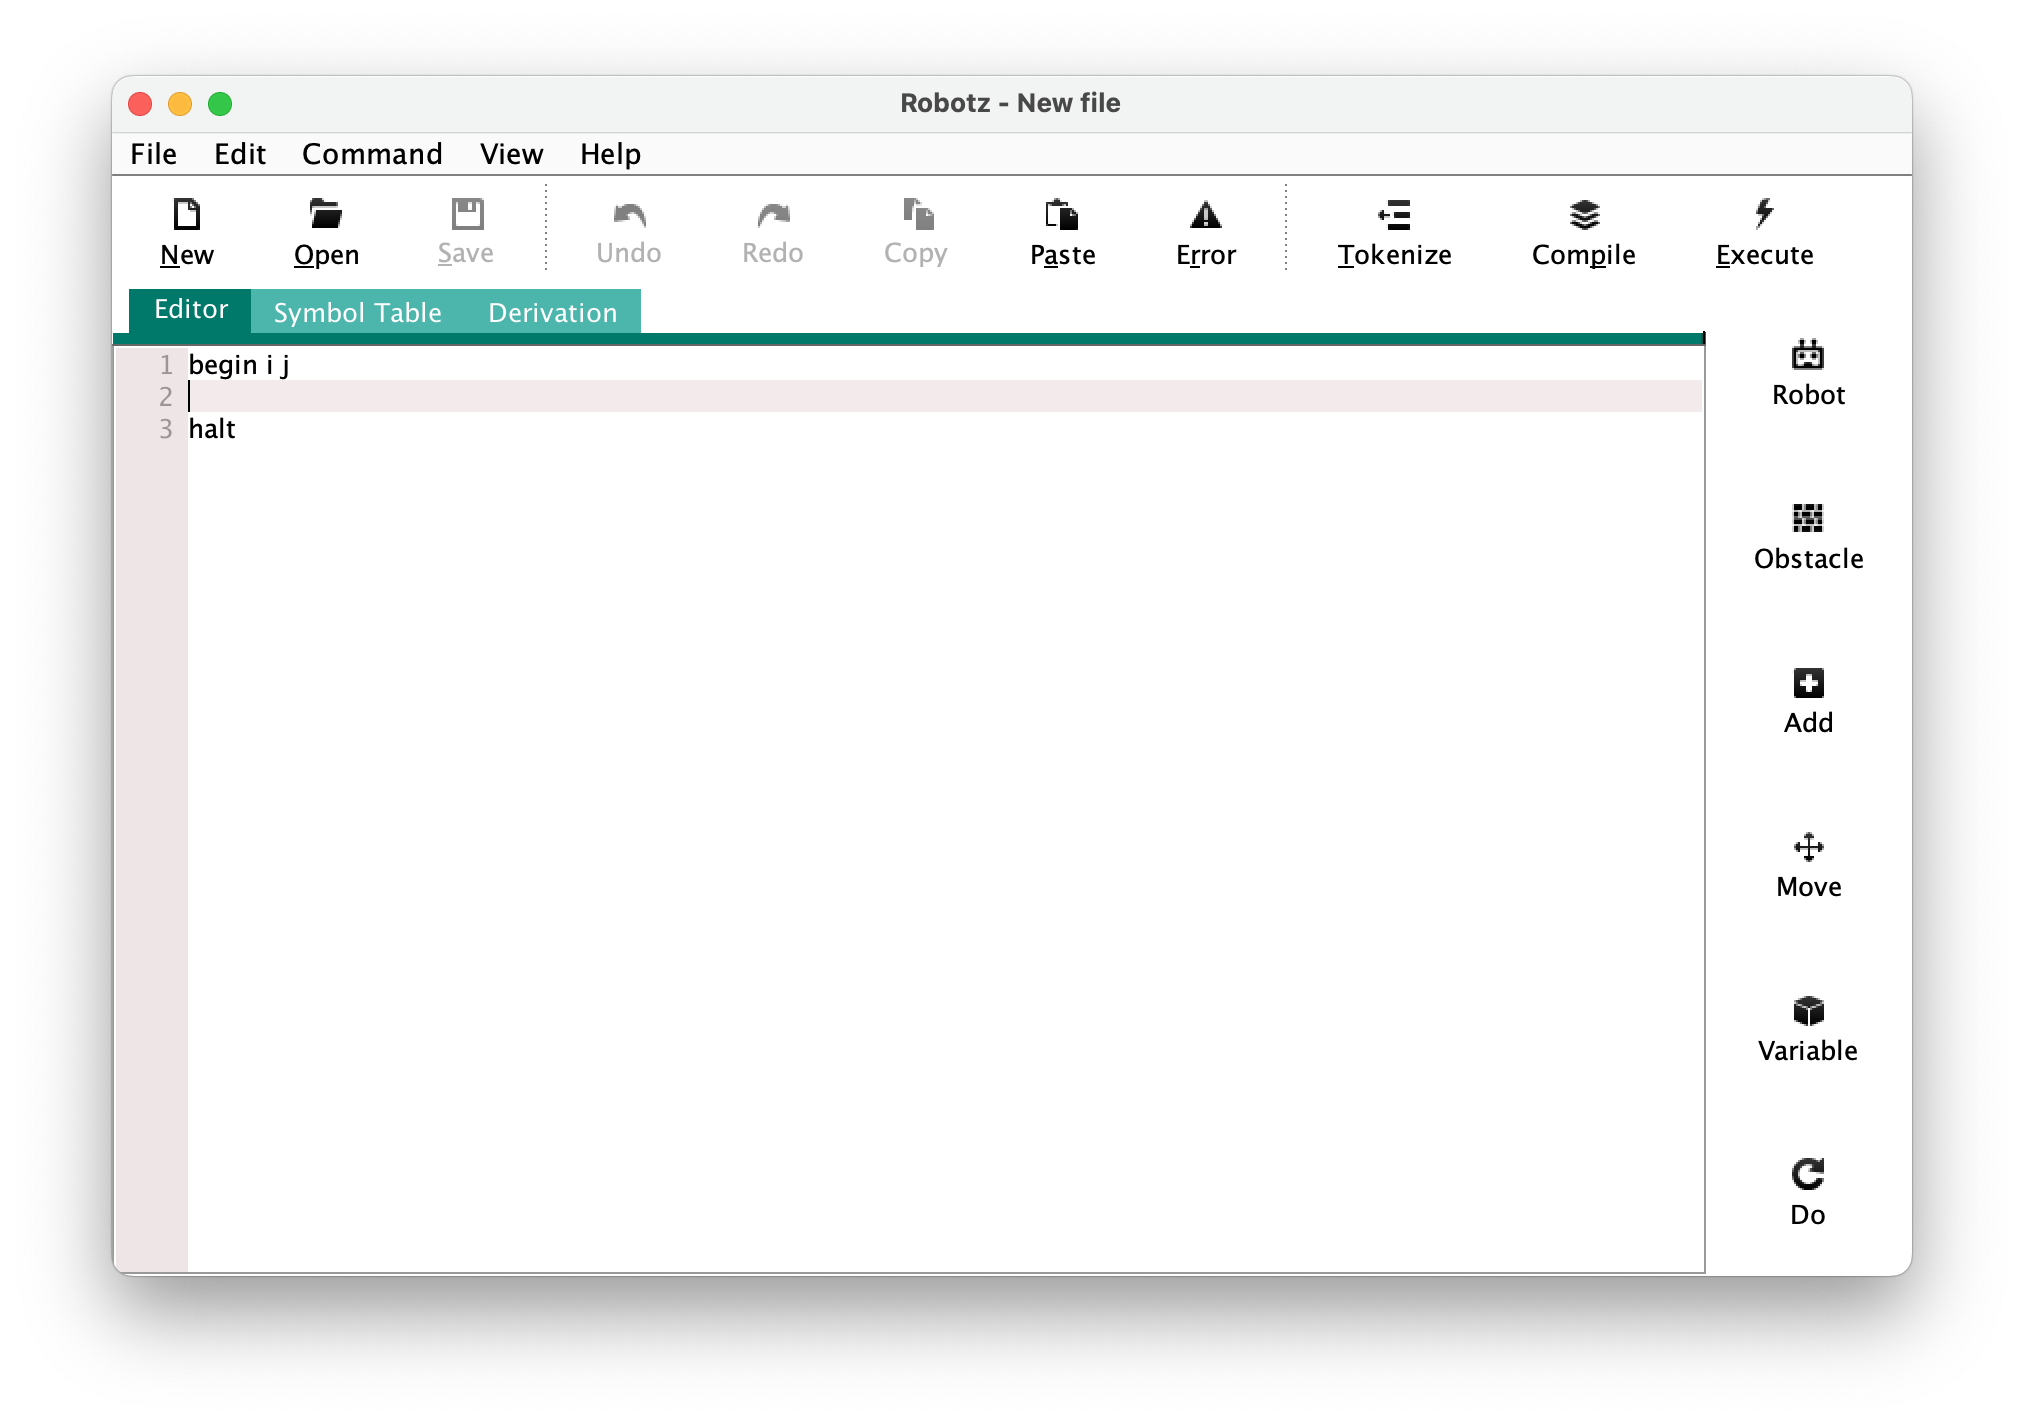 Robotz - New file
File Edit Command View Help
New Open Save Undo Redo Copy Paste Error Tokenize Compile Execute
Editor Symbol Table Derivation
1 begin i j
2
3 halt
Robot
Obstacle
Add
Move
Variable
Do